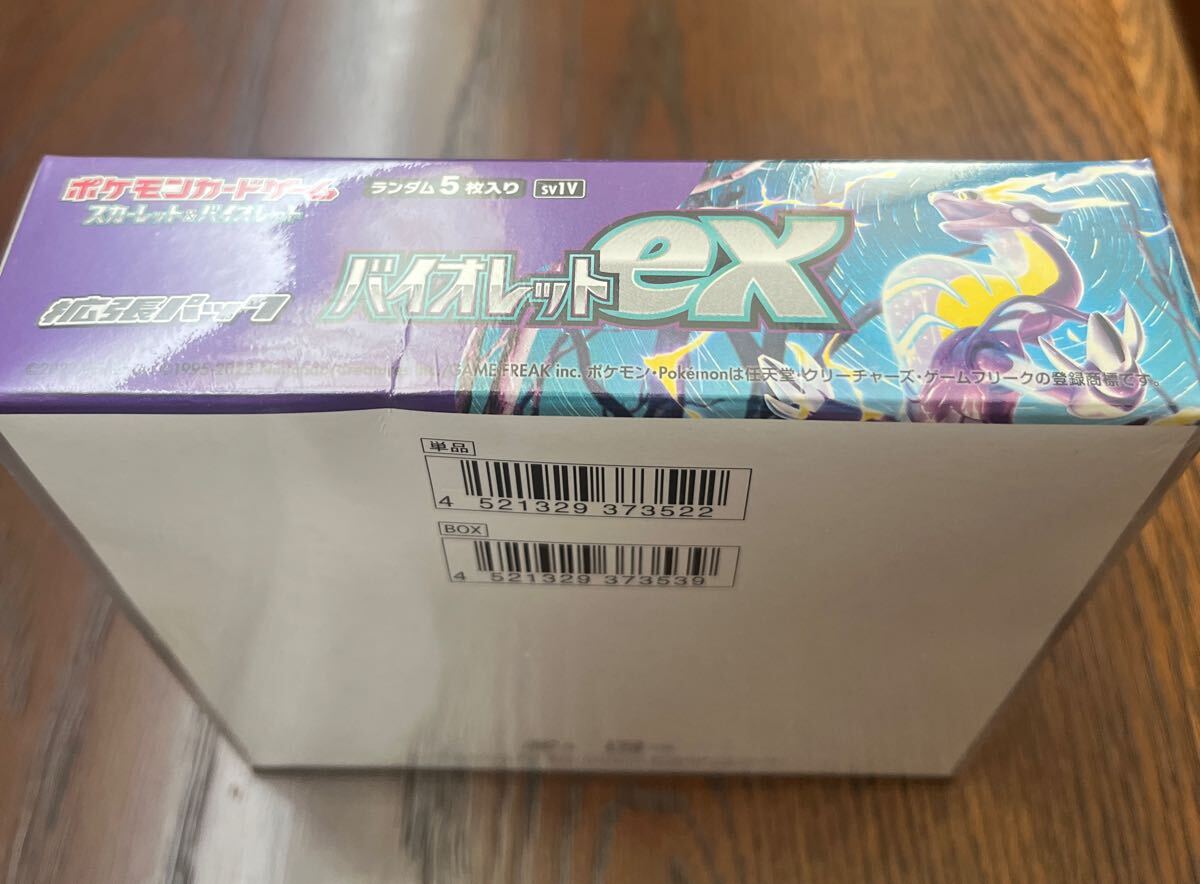 ポケモンカードゲーム
スカーレット&バイオレット
ランダム5枚入り sv1V
拡張パック
バイオレットex
GAME FREAK inc. ポケモン・Pokémonは任天堂・クリーチャーズ・ゲームフリークの登録商標です。
単品
4 521329 373522
BOX
4 521329 373539